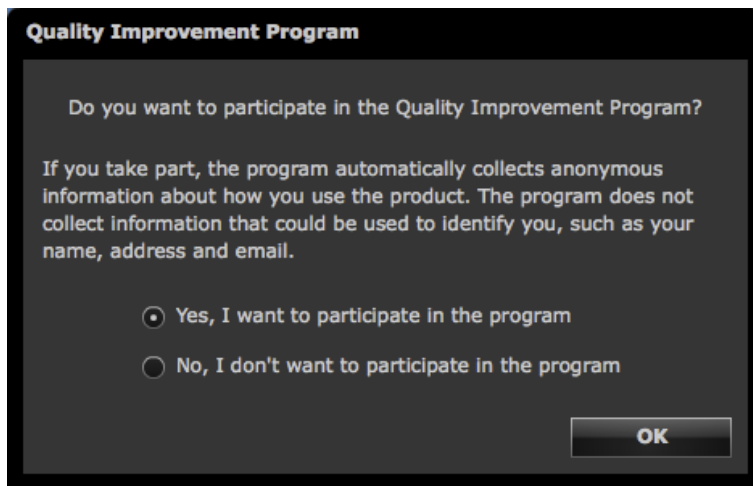 Quality Improvement Program
Do you want to participate in the Quality Improvement Program?
If you take part, the program automatically collects anonymous
information about how you use the product. The program does not
collect information that could be used to identify you, such as your
name, address and email.
Yes, I want to participate in the program
No, I don't want to participate in the program
OK